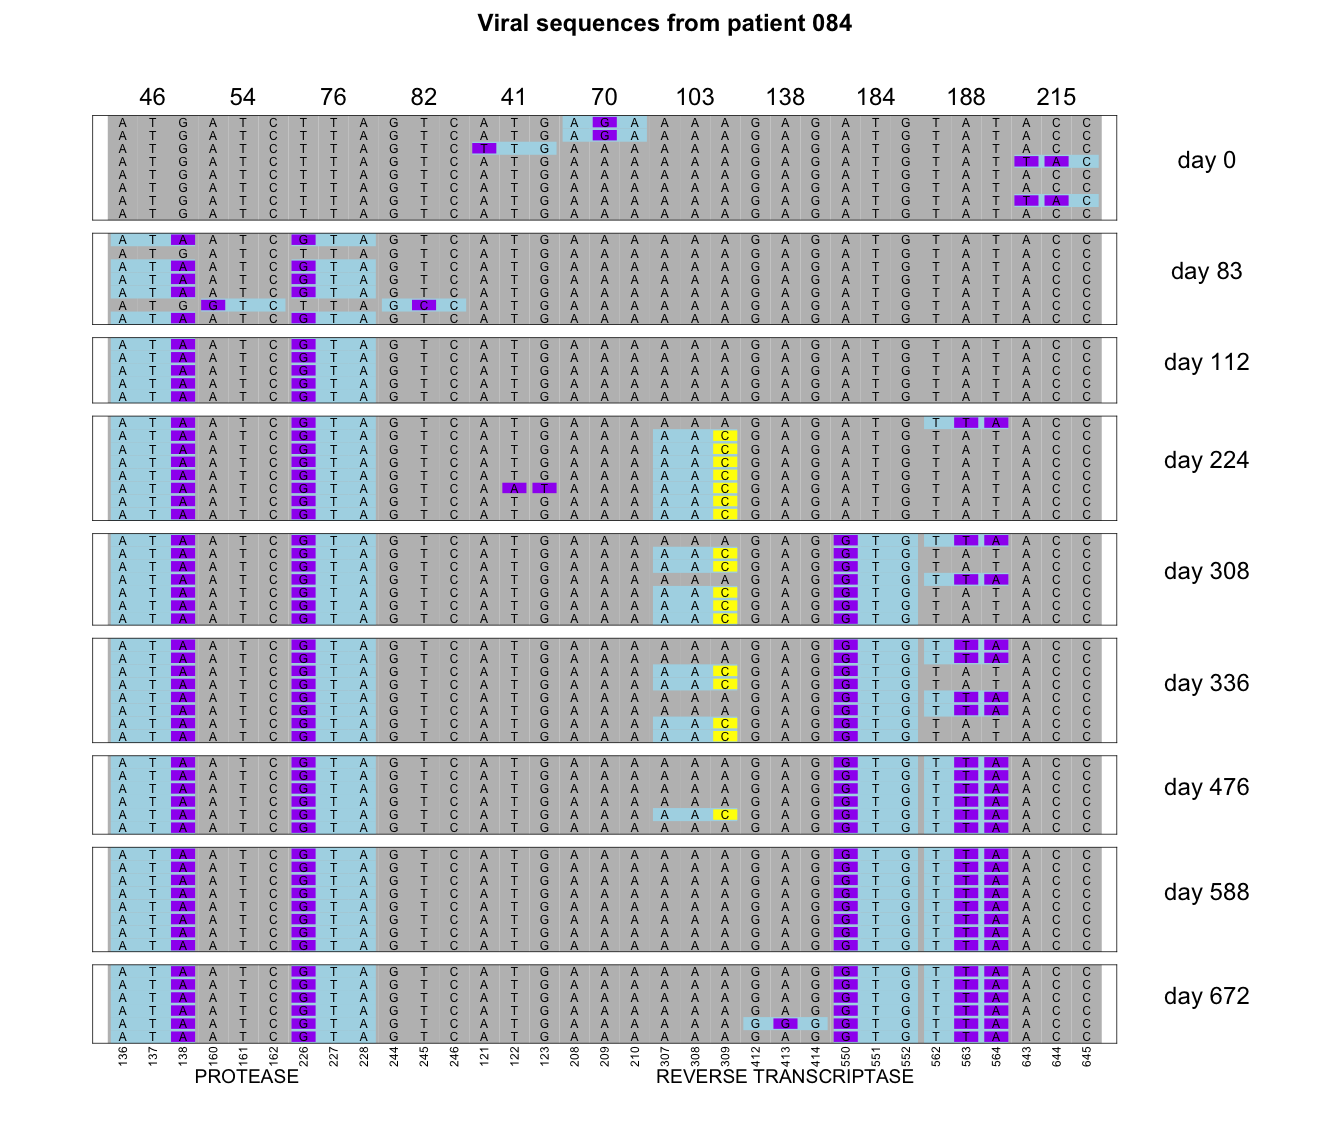 Viral sequences from patient 084
46 54 76 82 41 70 103 138 184 188 215
A T G A T C T T A G T C A T G A G A A A A G A G A T G T A T A C C
A T G A T C T T A G T C A T G A G A A A A G A G A T G T A T A C C
A T G A T C T T A G T C T T G A A A A A A G A G A T G T A T A C C
A T G A T C T T A G T C A T G A A A A A A G A G A T G T A T T A C
A T G A T C T T A G T C A T G A A A A A A G A G A T G T A T A C C
A T G A T C T T A G T C A T G A A A A A A G A G A T G T A T A C C
A T G A T C T T A G T C A T G A A A A A A G A G A T G T A T T A C
A T G A T C T T A G T C A T G A A A A A A G A G A T G T A T A C C
day 0
A T A A T C G T A G T C A T G A A A A A A G A G A T G T A T A C C
A T G A T C T T A G T C A T G A A A A A A G A G A T G T A T A C C
A T A A T C G T A G T C A T G A A A A A A G A G A T G T A T A C C
A T A A T C G T A G T C A T G A A A A A A G A G A T G T A T A C C
A T A A T C G T A G T C A T G A A A A A A G A G A T G T A T A C C
A T G G T C T T A G C C A T G A A A A A A G A G A T G T A T A C C
A T A A T C G T A G T C A T G A A A A A A G A G A T G T A T A C C
day 83
A T A A T C G T A G T C A T G A A A A A A G A G A T G T A T A C C
A T A A T C G T A G T C A T G A A A A A A G A G A T G T A T A C C
A T A A T C G T A G T C A T G A A A A A A G A G A T G T A T A C C
A T A A T C G T A G T C A T G A A A A A A G A G A T G T A T A C C
A T A A T C G T A G T C A T G A A A A A A G A G A T G T A T A C C
day 112
A T A A T C G T A G T C A T G A A A A A A G A G A T G T T A A C C
A T A A T C G T A G T C A T G A A A A A C G A G A T G T A T A C C
A T A A T C G T A G T C A T G A A A A A C G A G A T G T A T A C C
A T A A T C G T A G T C A T G A A A A A C G A G A T G T A T A C C
A T A A T C G T A G T C A T G A A A A A C G A G A T G T A T A C C
A T A A T C G T A G T C A A T A A A A A C G A G A T G T A T A C C
A T A A T C G T A G T C A T G A A A A A C G A G A T G T A T A C C
A T A A T C G T A G T C A T G A A A A A C G A G A T G T A T A C C
day 224
A T A A T C G T A G T C A T G A A A A A A G A G G T G T T A A C C
A T A A T C G T A G T C A T G A A A A A C G A G G T G T A T A C C
A T A A T C G T A G T C A T G A A A A A C G A G G T G T A T A C C
A T A A T C G T A G T C A T G A A A A A A G A G G T G T T A A C C
A T A A T C G T A G T C A T G A A A A A C G A G G T G T A T A C C
A T A A T C G T A G T C A T G A A A A A C G A G G T G T A T A C C
A T A A T C G T A G T C A T G A A A A A C G A G G T G T A T A C C
day 308
A T A A T C G T A G T C A T G A A A A A A G A G G T G T T A A C C
A T A A T C G T A G T C A T G A A A A A A G A G G T G T T A A C C
A T A A T C G T A G T C A T G A A A A A C G A G G T G T A T A C C
A T A A T C G T A G T C A T G A A A A A C G A G G T G T A T A C C
A T A A T C G T A G T C A T G A A A A A A G A G G T G T T A A C C
A T A A T C G T A G T C A T G A A A A A A G A G G T G T T A A C C
A T A A T C G T A G T C A T G A A A A A C G A G G T G T A T A C C
A T A A T C G T A G T C A T G A A A A A C G A G G T G T A T A C C
day 336
A T A A T C G T A G T C A T G A A A A A A G A G G T G T T A A C C
A T A A T C G T A G T C A T G A A A A A A G A G G T G T T A A C C
A T A A T C G T A G T C A T G A A A A A A G A G G T G T T A A C C
A T A A T C G T A G T C A T G A A A A A A G A G G T G T T A A C C
A T A A T C G T A G T C A T G A A A A A C G A G G T G T T A A C C
A T A A T C G T A G T C A T G A A A A A A G A G G T G T T A A C C
day 476
A T A A T C G T A G T C A T G A A A A A A G A G G T G T T A A C C
A T A A T C G T A G T C A T G A A A A A A G A G G T G T T A A C C
A T A A T C G T A G T C A T G A A A A A A G A G G T G T T A A C C
A T A A T C G T A G T C A T G A A A A A A G A G G T G T T A A C C
A T A A T C G T A G T C A T G A A A A A A G A G G T G T T A A C C
A T A A T C G T A G T C A T G A A A A A A G A G G T G T T A A C C
A T A A T C G T A G T C A T G A A A A A A G A G G T G T T A A C C
A T A A T C G T A G T C A T G A A A A A A G A G G T G T T A A C C
day 588
A T A A T C G T A G T C A T G A A A A A A G A G G T G T T A A C C
A T A A T C G T A G T C A T G A A A A A A G A G G T G T T A A C C
A T A A T C G T A G T C A T G A A A A A A G A G G T G T T A A C C
A T A A T C G T A G T C A T G A A A A A A G A G G T G T T A A C C
A T A A T C G T A G T C A T G A A A A A A G G G G T G T T A A C C
A T A A T C G T A G T C A T G A A A A A A G A G G T G T T A A C C
day 672
136 137 138 160 161 162 226 227 228 244 245 246 121 122 123 208 209 210 307 308 309 412 413 414 550 551 552 562 563 564 643 644 645
PROTEASE REVERSE TRANSCRIPTASE